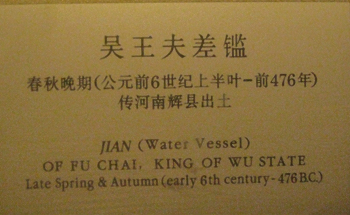 吴王夫差鑑
春秋晚期(公元前6世纪上半叶-前476年)
传河南辉县出土
JIAN (Water Vessel)
OF FU CHAI, KING OF WU STATE
Late Spring & Autumn (early 6th century - 476 B.C.)